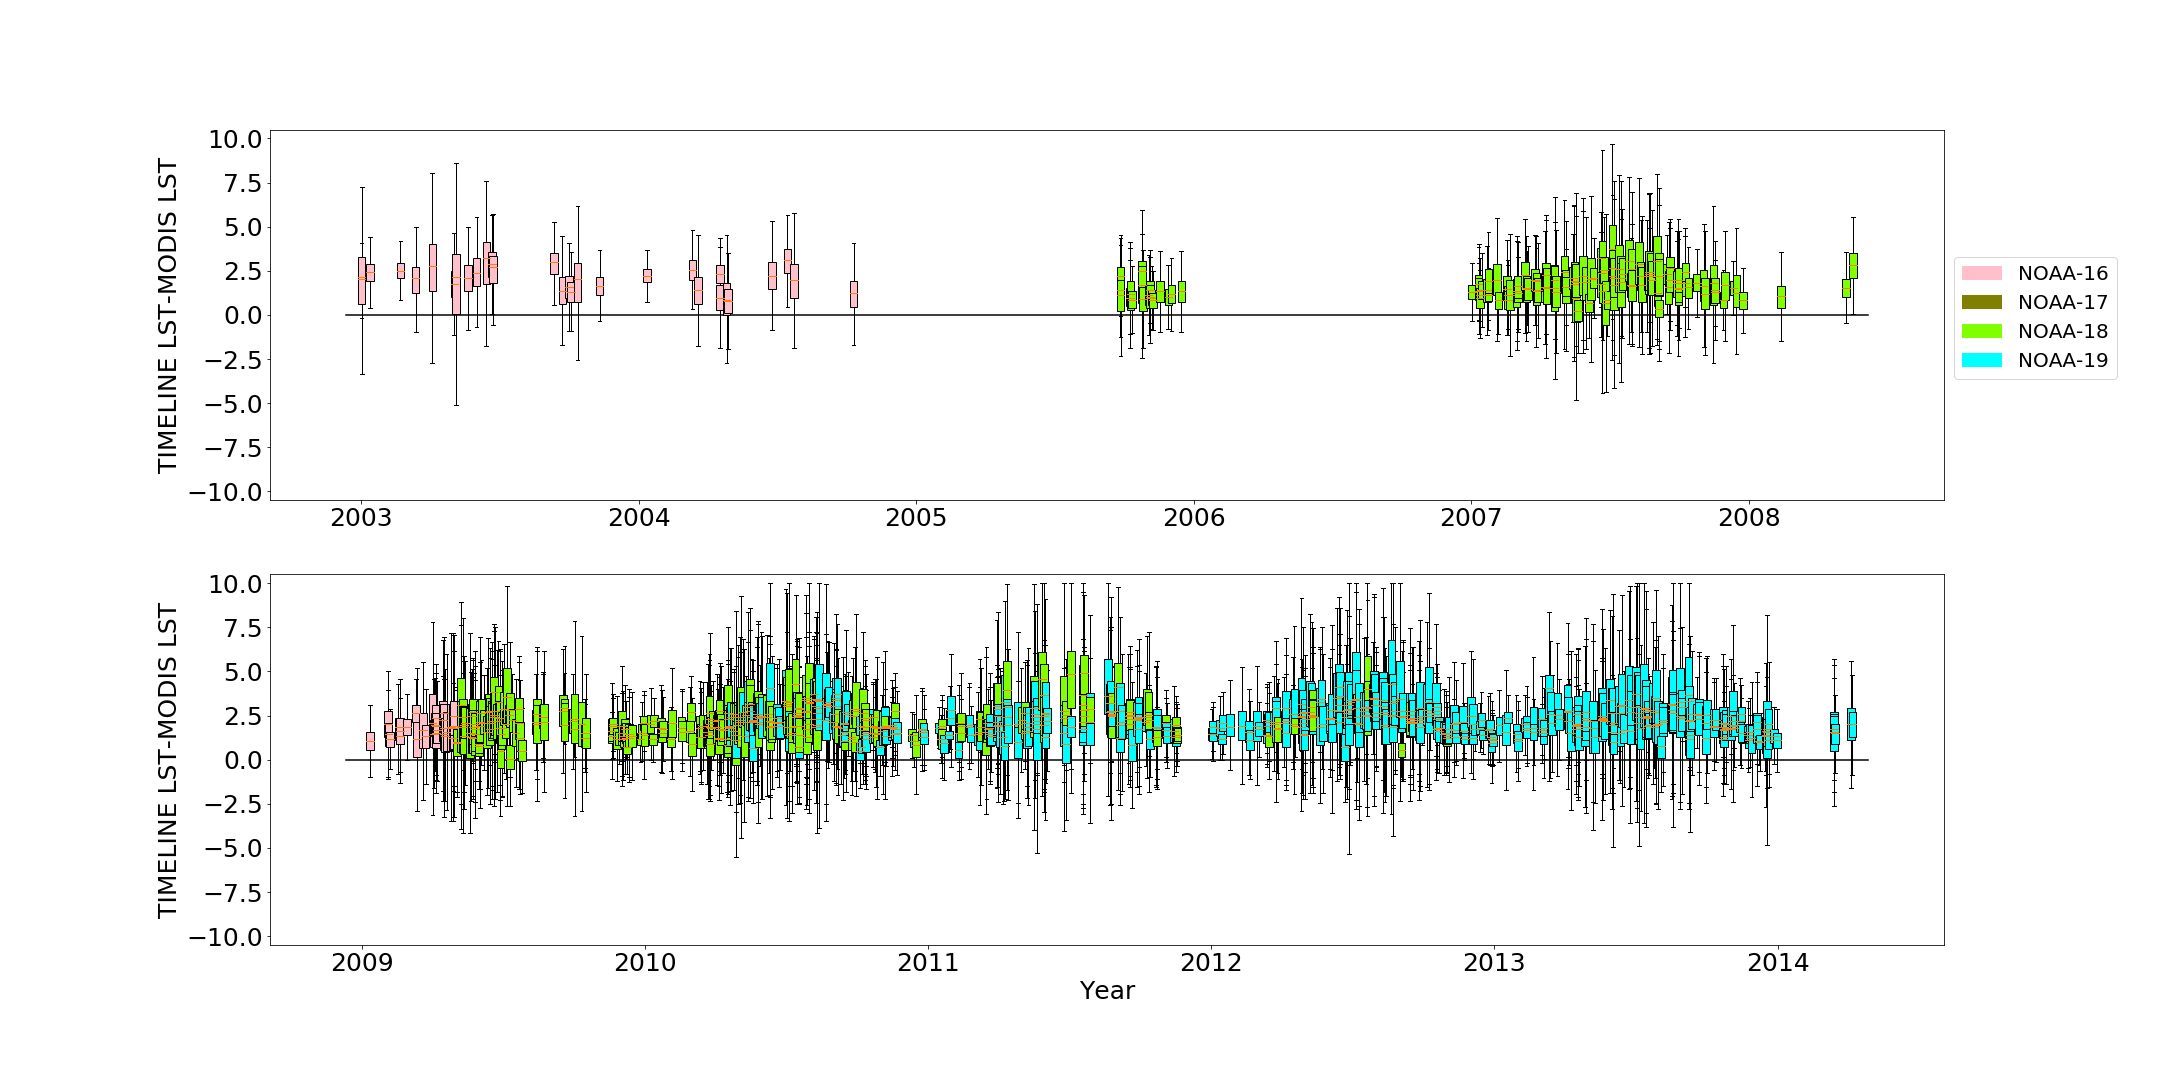 TIMELINE LST-MODIS LST
10.0
7.5
5.0
2.5
0.0
−2.5
−5.0
−7.5
−10.0
2003 2004 2005 2006 2007 2008
NOAA-16
NOAA-17
NOAA-18
NOAA-19
TIMELINE LST-MODIS LST
10.0
7.5
5.0
2.5
0.0
−2.5
−5.0
−7.5
−10.0
2009 2010 2011 2012 2013 2014
Year